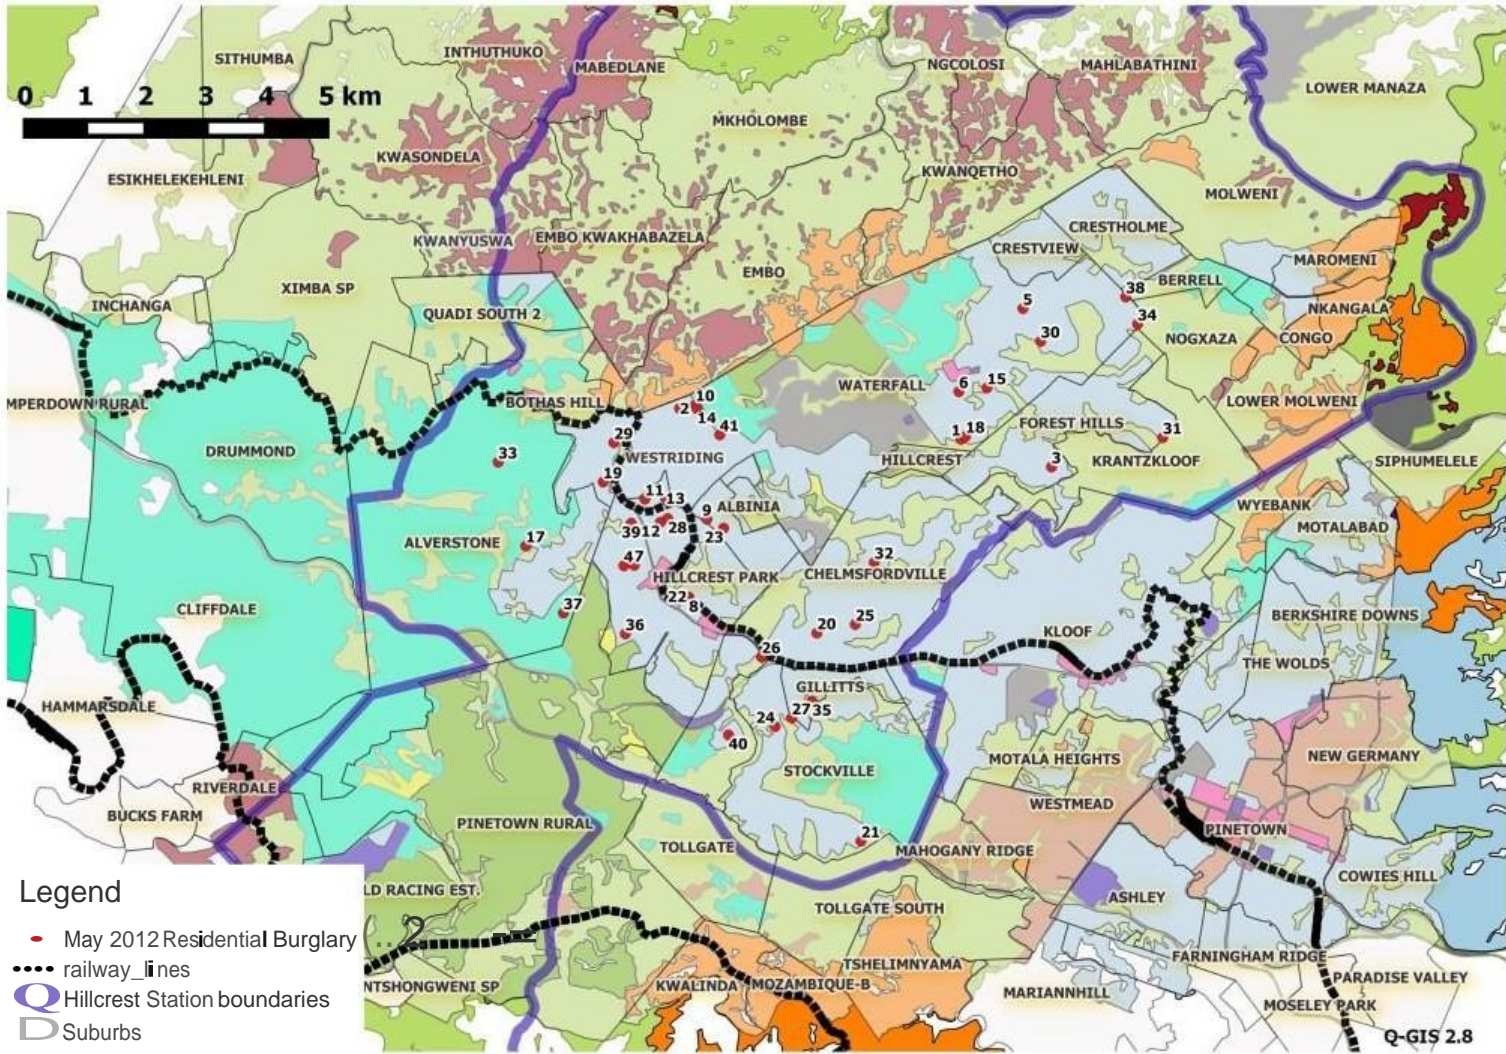 SITHUMBA
INTHUTHUKO
MABEDLANE
NGCOLOSI
MAHLABATHINI
LOWER MANAZA
0 1 2 3 4 5 km
MKHOLOMBE
KWASONDELA
ESIKHELEKEHLENI
KWANQETHO
MOLWENI
CRESTHOLME
KWANYUSWA
EMBO KWAKHABAZELA
CRESTVIEW
MAROMENI
EMBO
BERRELL
XIMBA SP
INCHANGA
QUADI SOUTH 2
38
5
NKANGALA
34
30
NOGXAZA
CONGO
WATERFALL
6
15
MPERDOWN RURAL
BOTHAS HILL
10
2
14
LOWER MOLWENI
41
29
1
18
FOREST HILLS
31
DRUMMOND
33
WESTRIDING
HILLCREST
3
KRANTZKLOOF
SIPHUMELELE
19
11
13
9
ALBINIA
WYEBANK
MOTALABAD
39
12
28
23
ALVERSTONE
17
32
47
HILLCREST PARK
CHELMSFORDVILLE
22
8
CLIFFDALE
37
36
20
25
KLOOF
BERKSHIRE DOWNS
26
THE WOLDS
GILLITTS
HAMMARSDALE
24
27
35
40
MOTALA HEIGHTS
NEW GERMANY
STOCKVILLE
RIVERDALE
WESTMEAD
BUCKS FARM
PINETOWN RURAL
21
PINETOWN
TOLLGATE
MAHOGANY RIDGE
COWIES HILL
LD RACING EST.
ASHLEY
TOLLGATE SOUTH
FARNINGHAM RIDGE
TSHELIMNYAMA
PARADISE VALLEY
NTSHONGWENI SP
KWALINDA
MOZAMBIQUE-B
MARIANNHILL
MOSELEY PARK
Q-GIS 2.8
Legend
May 2012 Residential Burglary (...2
railway_lines
Hillcrest Station boundaries
Suburbs